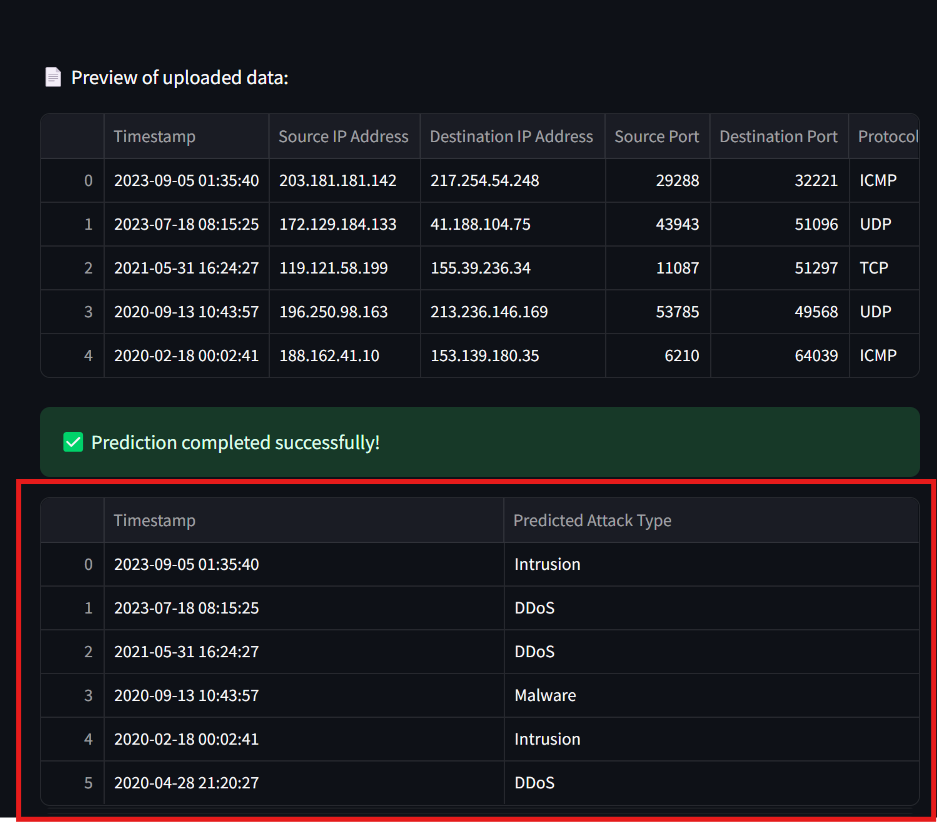 Preview of uploaded data:
Timestamp Source IP Address Destination IP Address Source Port Destination Port Protocol
0 2023-09-05 01:35:40 203.181.181.142 217.254.54.248 29288 32221 ICMP
1 2023-07-18 08:15:25 172.129.184.133 41.188.104.75 43943 51096 UDP
2 2021-05-31 16:24:27 119.121.58.199 155.39.236.34 11087 51297 TCP
3 2020-09-13 10:43:57 196.250.98.163 213.236.146.169 53785 49568 UDP
4 2020-02-18 00:02:41 188.162.41.10 153.139.180.35 6210 64039 ICMP
Prediction completed successfully!
Timestamp Predicted Attack Type
0 2023-09-05 01:35:40 Intrusion
1 2023-07-18 08:15:25 DDoS
2 2021-05-31 16:24:27 DDoS
3 2020-09-13 10:43:57 Malware
4 2020-02-18 00:02:41 Intrusion
5 2020-04-28 21:20:27 DDoS